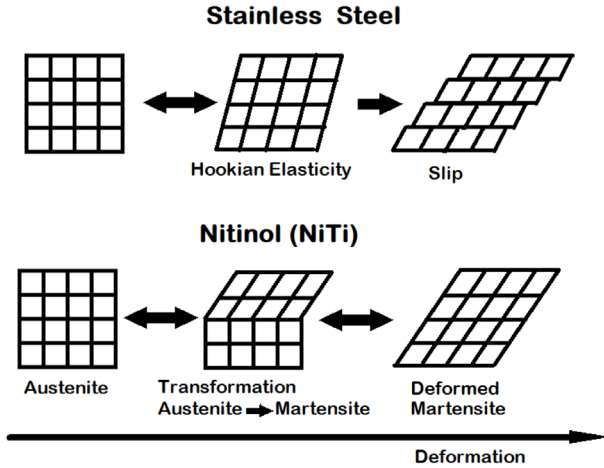 Stainless Steel
Hookian Elasticity
Slip
Nitinol (NiTi)
Austenite
Transformation
Austenite → Martensite
Deformed
Martensite
Deformation